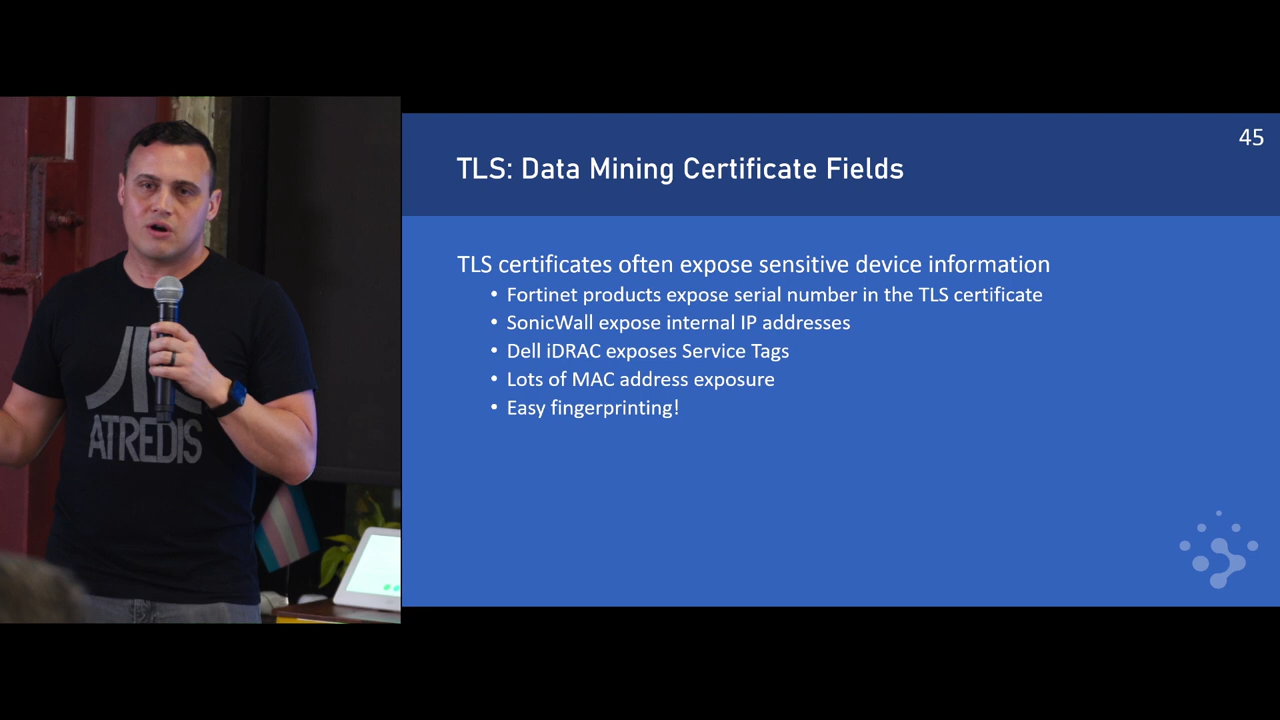 45
TLS: Data Mining Certificate Fields
TLS certificates often expose sensitive device information
• Fortinet products expose serial number in the TLS certificate
• SonicWall expose internal IP addresses
• Dell iDRAC exposes Service Tags
• Lots of MAC address exposure
• Easy fingerprinting!
ATREDIS